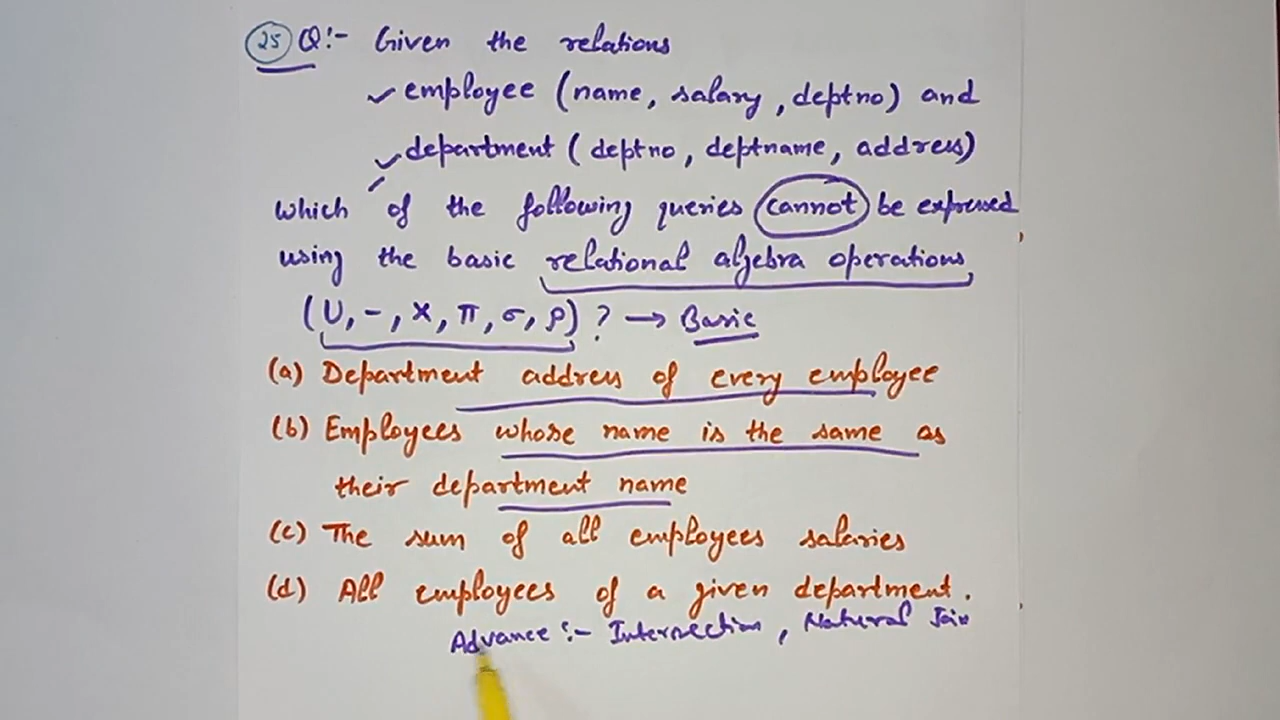 25 Q:- Given the relations
employee (name, salary, deptno) and
department (deptno, deptname, address)
which of the following queries cannot be expressed
using the basic relational algebra operations
(U, -, ×, π, σ, ρ) ? → Basic
(a) Department address of every employee
(b) Employees whose name is the same as
their department name
(c) The sum of all employees salaries
(d) All employees of a given department.
Advance :- Intersection, Natural Join